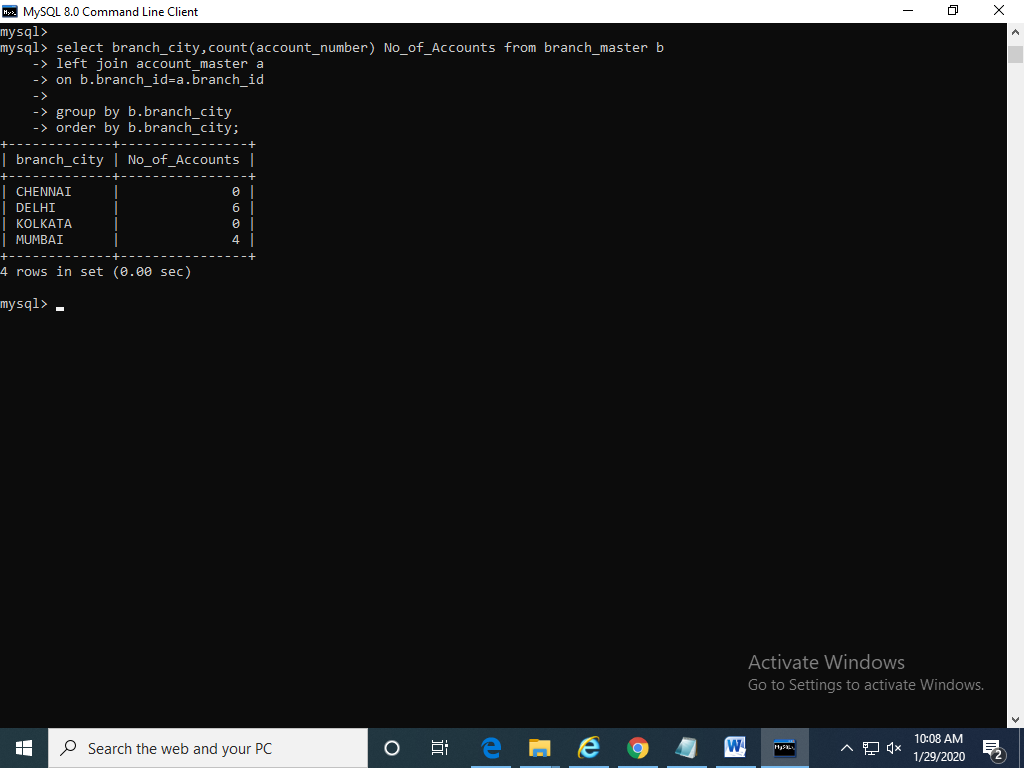 MySQL 8.0 Command Line Client
mysql>
mysql> select branch_city,count(account_number) No_of_Accounts from branch_master b
    -> left join account_master a
    -> on b.branch_id=a.branch_id
    ->
    -> group by b.branch_city
    -> order by b.branch_city;
+-------------+----------------+
| branch_city | No_of_Accounts |
+-------------+----------------+
| CHENNAI     |              0 |
| DELHI       |              6 |
| KOLKATA     |              0 |
| MUMBAI      |              4 |
+-------------+----------------+
4 rows in set (0.00 sec)
mysql>
Activate Windows
Go to Settings to activate Windows.
Search the web and your PC
10:08 AM
1/29/2020
2